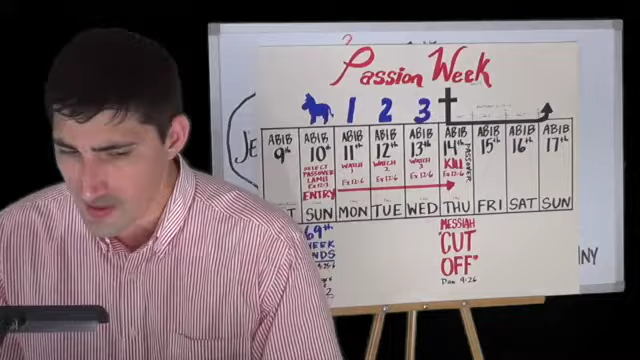 Passion Week
1 2 3
ABIB 9th ABIB 10th ABIB 11th ABIB 12th ABIB 13th ABIB 14th ABIB 15th ABIB 16th ABIB 17th
SELECT PASSOVER LAMB Ex 12:3 WATCH 1 Ex 12:6 WATCH 2 Ex 12:6 WATCH 3 Ex 12:6 KILL Ex 12:6 PASSOVER
ENTRY
SUN MON TUE WED THU FRI SAT SUN
69th
MESSIAH
"CUT
OFF"
Dan 9:26